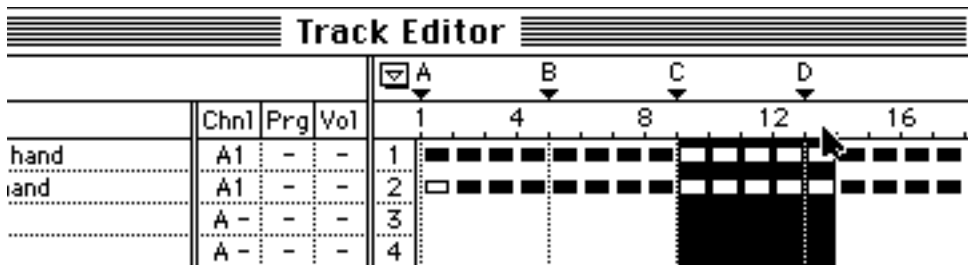 Track Editor
A B C D
Chnl Prg Vol 1 4 8 12 16
hand A1 - - 1
and A1 - - 2
A - - - 3
A - - - 4